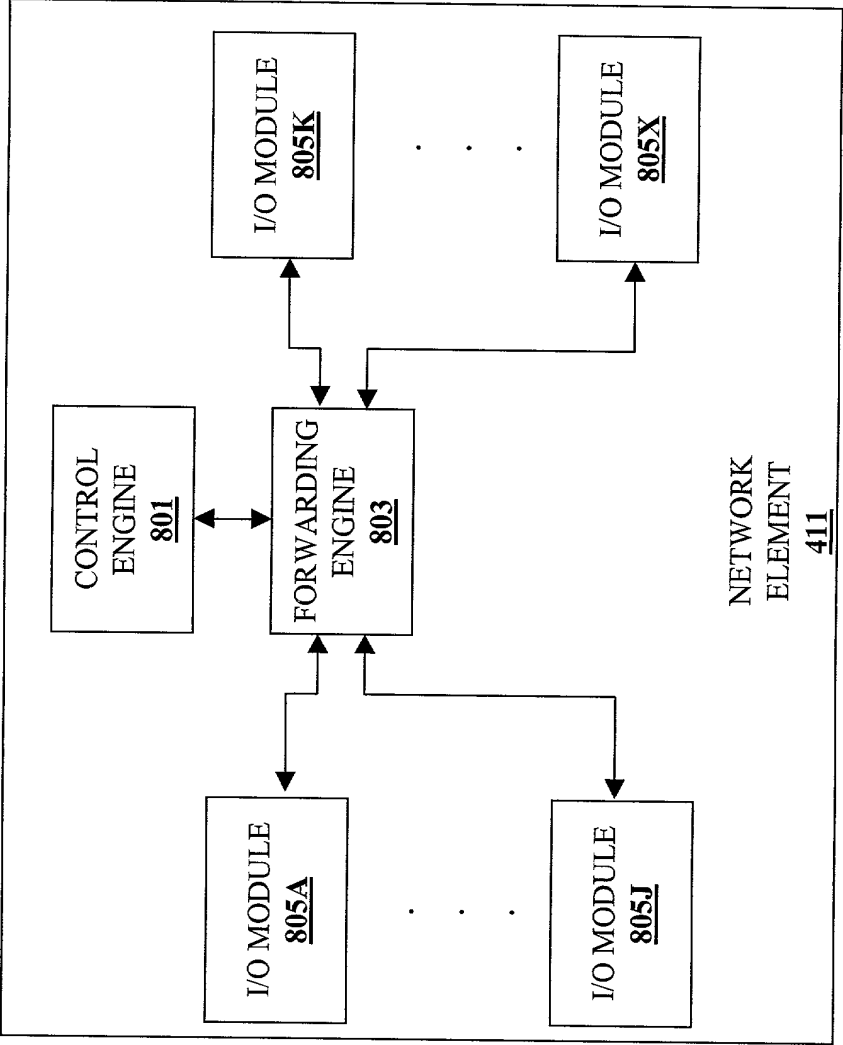 CONTROL
ENGINE
801
I/O MODULE
805A
FORWARDING
ENGINE
803
I/O MODULE
805K
I/O MODULE
805J
I/O MODULE
805X
NETWORK
ELEMENT
411